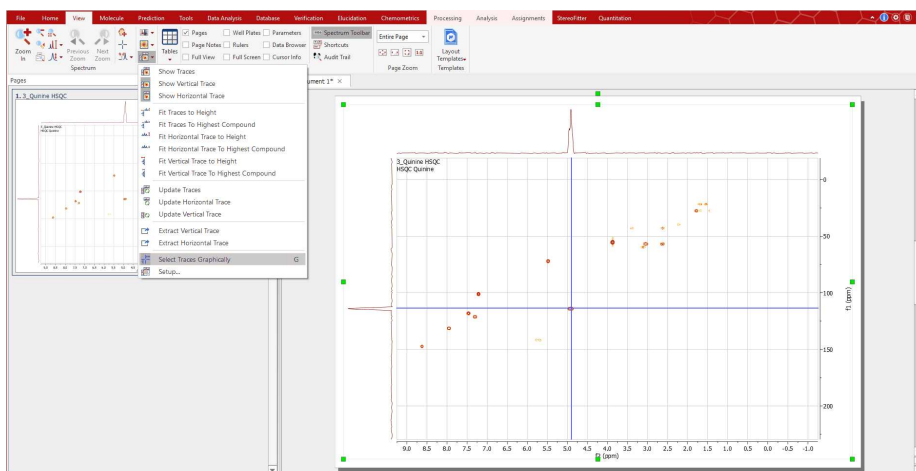 File Home View Molecule Prediction Tools Data Analysis Database Verification Elucidation Chemometrics Processing Analysis Assignments StereoFitter Quantitation
Zoom In
Previous Zoom
Next Zoom
Spectrum
Tables
Pages Well Plates Parameters
Page Notes Rulers Data Browser
Full View Full Screen Cursor Info
Spectrum Toolbar
Shortcuts
Audit Trail
Entire Page
Page Zoom
Layout Templates
Templates
Pages
1. 3_Qunine HSQC
3_Qunine HSQC
HSQC Quinine
Show Traces
Show Vertical Trace
Show Horizontal Trace
Fit Traces to Height
Fit Traces To Highest Compound
Fit Horizontal Trace to Height
Fit Horizontal Trace To Highest Compound
Fit Vertical Trace to Height
Fit Vertical Trace To Highest Compound
Update Traces
Update Horizontal Trace
Update Vertical Trace
Extract Vertical Trace
Extract Horizontal Trace
Select Traces Graphically G
Setup...
ument 1* ×
3_Qunine HSQC
HSQC Quinine
0
50
100
150
200
f1 (ppm)
9.0 8.5 8.0 7.5 7.0 6.5 6.0 5.5 5.0 4.5 4.0 3.5 3.0 2.5 2.0 1.5 1.0 0.5 0.0 -0.5 -1.0
f2 (ppm)